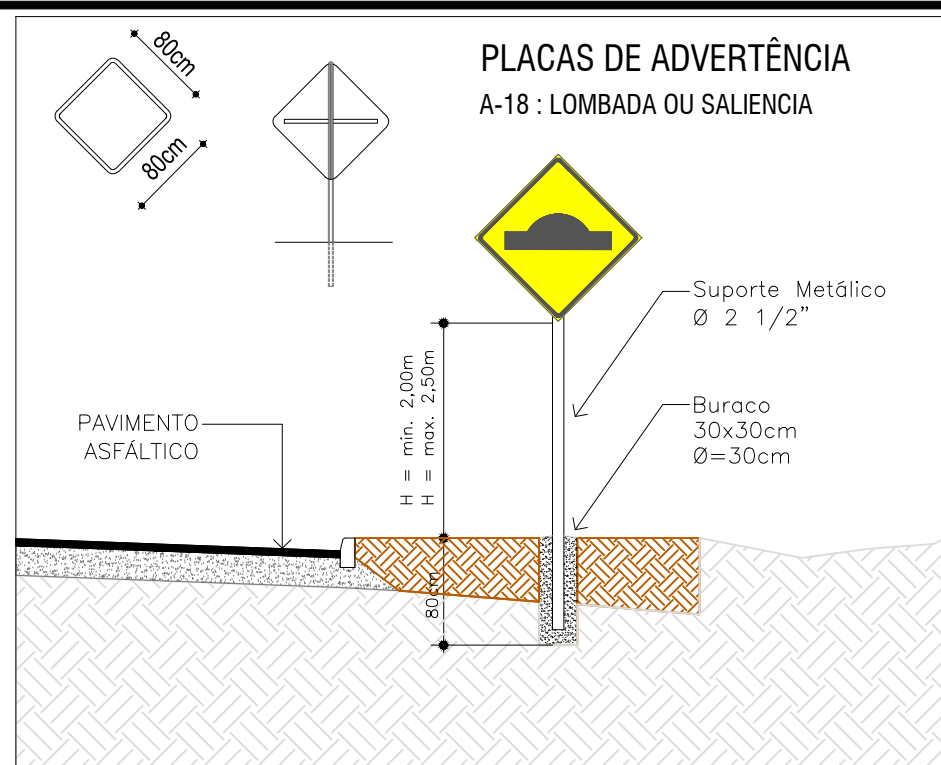 PLACAS DE ADVERTÊNCIA
A-18 : LOMBADA OU SALIENCIA
80cm
80cm
Suporte Metálico
Ø 2 1/2”
H = min. 2,00m
H = max. 2,50m
Buraco
30x30cm
Ø=30cm
PAVIMENTO
ASFÁLTICO
80cm